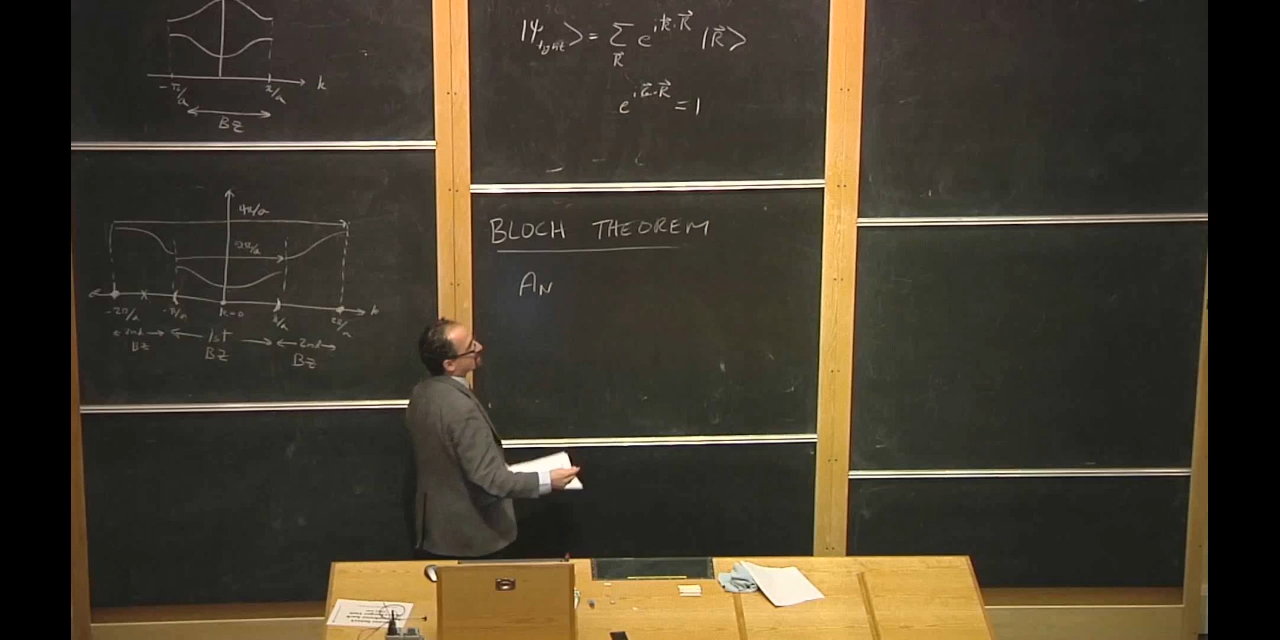 -π/a π/a k
BZ
4π/a
2π/a
-2π/a -π/a k=0 π/a 2π/a k
2nd 1st 2nd
BZ BZ BZ
|ψ⟩ = Σ_R⃗ e^{ik⃗·R⃗} |R⃗⟩
e^{iG⃗·R⃗} = 1
BLOCH THEOREM
AN